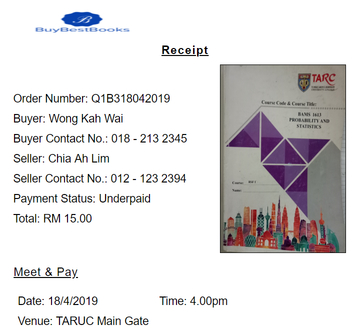 BuyBestBooks
Receipt
Order Number: Q1B318042019
Buyer: Wong Kah Wai
Buyer Contact No.: 018 - 213 2345
Seller: Chia Ah Lim
Seller Contact No.: 012 - 123 2394
Payment Status: Underpaid
Total: RM 15.00
TARC
Course Code & Course Title:
BAMS 1613
PROBABILITY AND
STATISTICS
Course:
Name:
Meet & Pay
Date: 18/4/2019 Time: 4.00pm
Venue: TARUC Main Gate